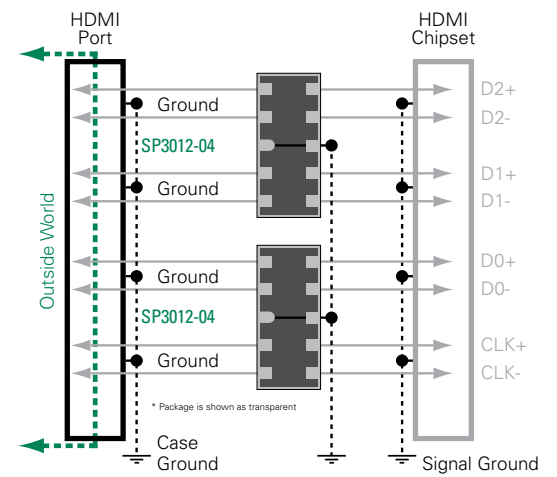 HDMI
Port
HDMI
Chipset
D2+
Ground
D2-
SP3012-04
D1+
Ground
D1-
Outside World
D0+
Ground
D0-
SP3012-04
CLK+
Ground
CLK-
* Package is shown as transparent
Case
Ground
Signal Ground